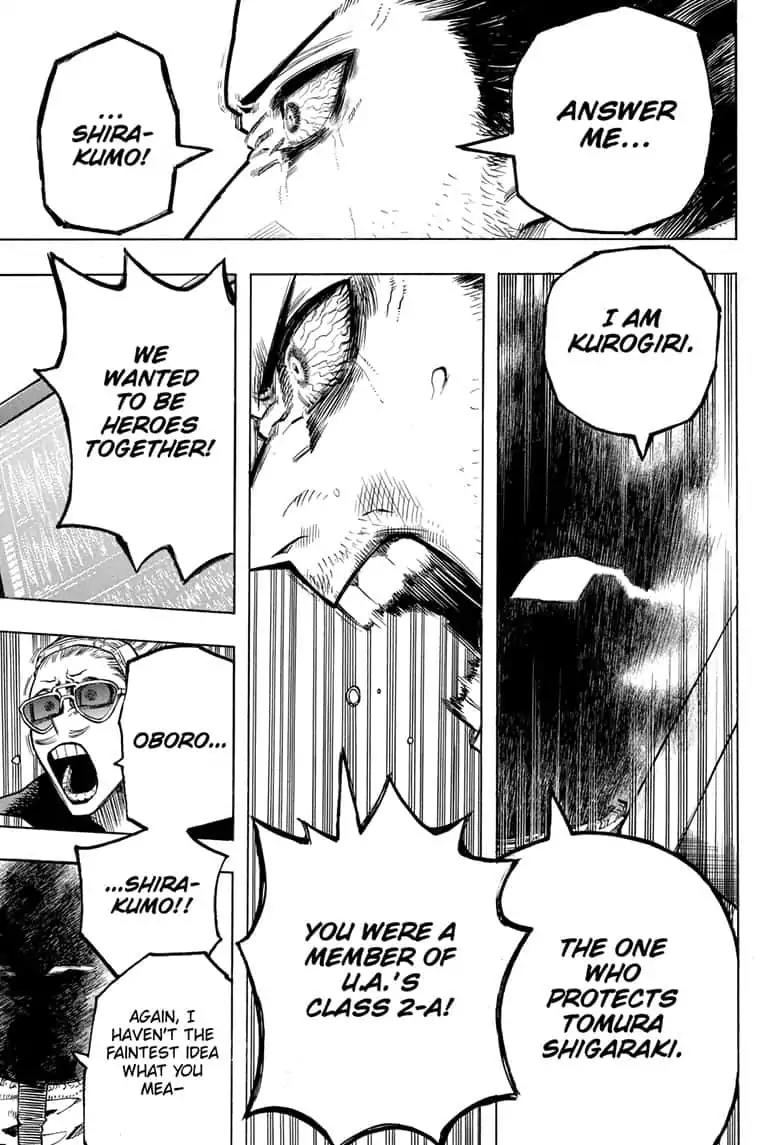 ANSWER
ME...
...
SHIRA-
KUMO!
I AM
KUROGIRI.
THE ONE
WHO
PROTECTS
TOMURA
SHIGARAKI.
YOU WERE A
MEMBER OF
U.A.'S
CLASS 2-A!
WE
WANTED
TO BE
HEROES
TOGETHER!
OBORO...
...SHIRA-
KUMO!!
AGAIN, I
HAVEN'T THE
FAINTEST IDEA
WHAT YOU
MEA-